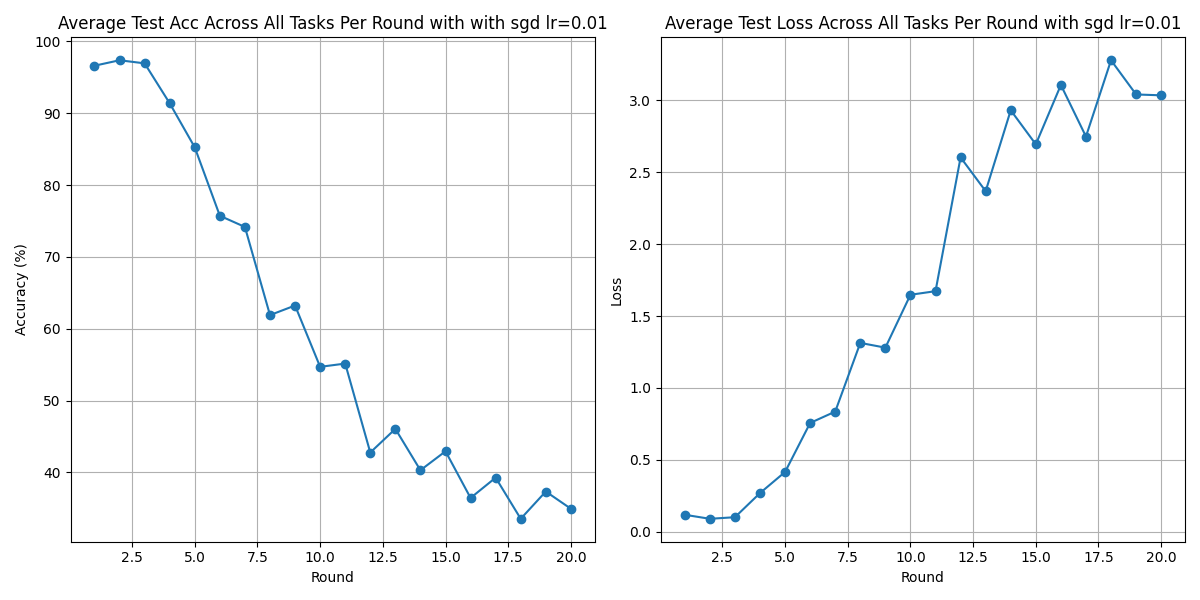 Average Test Acc Across All Tasks Per Round with with sgd lr=0.01
100
90
80
70
60
50
40
Accuracy (%)
2.5 5.0 7.5 10.0 12.5 15.0 17.5 20.0
Round
Average Test Loss Across All Tasks Per Round with sgd lr=0.01
3.0
2.5
2.0
1.5
1.0
0.5
0.0
Loss
2.5 5.0 7.5 10.0 12.5 15.0 17.5 20.0
Round